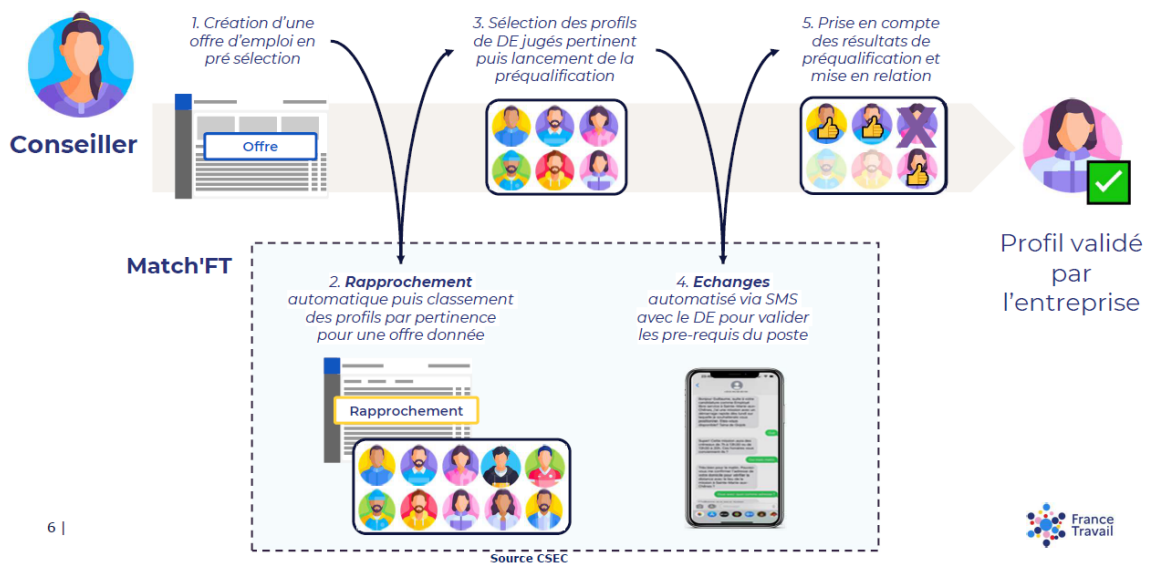 1. Création d'une
offre d'emploi en
pré sélection
3. Sélection des profils
de DE jugés pertinent
puis lancement de la
préqualification
5. Prise en compte
des résultats de
préqualification et
mise en relation
Conseiller
Offre
Match'FT
2. Rapprochement
automatique puis classement
des profils par pertinence
pour une offre donnée
Rapprochement
4. Echanges
automatisé via SMS
avec le DE pour valider
les pre-requis du poste
Profil validé
par
l'entreprise
6 |
Source CSEC
France
Travail